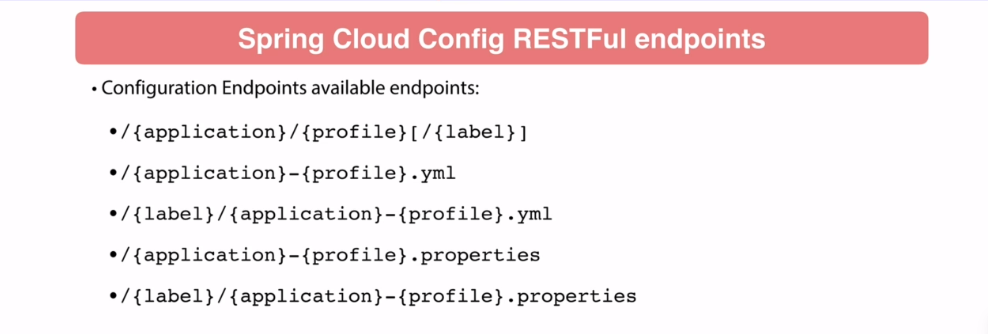 Spring Cloud Config RESTFul endpoints
• Configuration Endpoints available endpoints:
•/{application}/{profile}[/{label}]
•/{application}-{profile}.yml
•/{label}/{application}-{profile}.yml
•/{application}-{profile}.properties
•/{label}/{application}-{profile}.properties